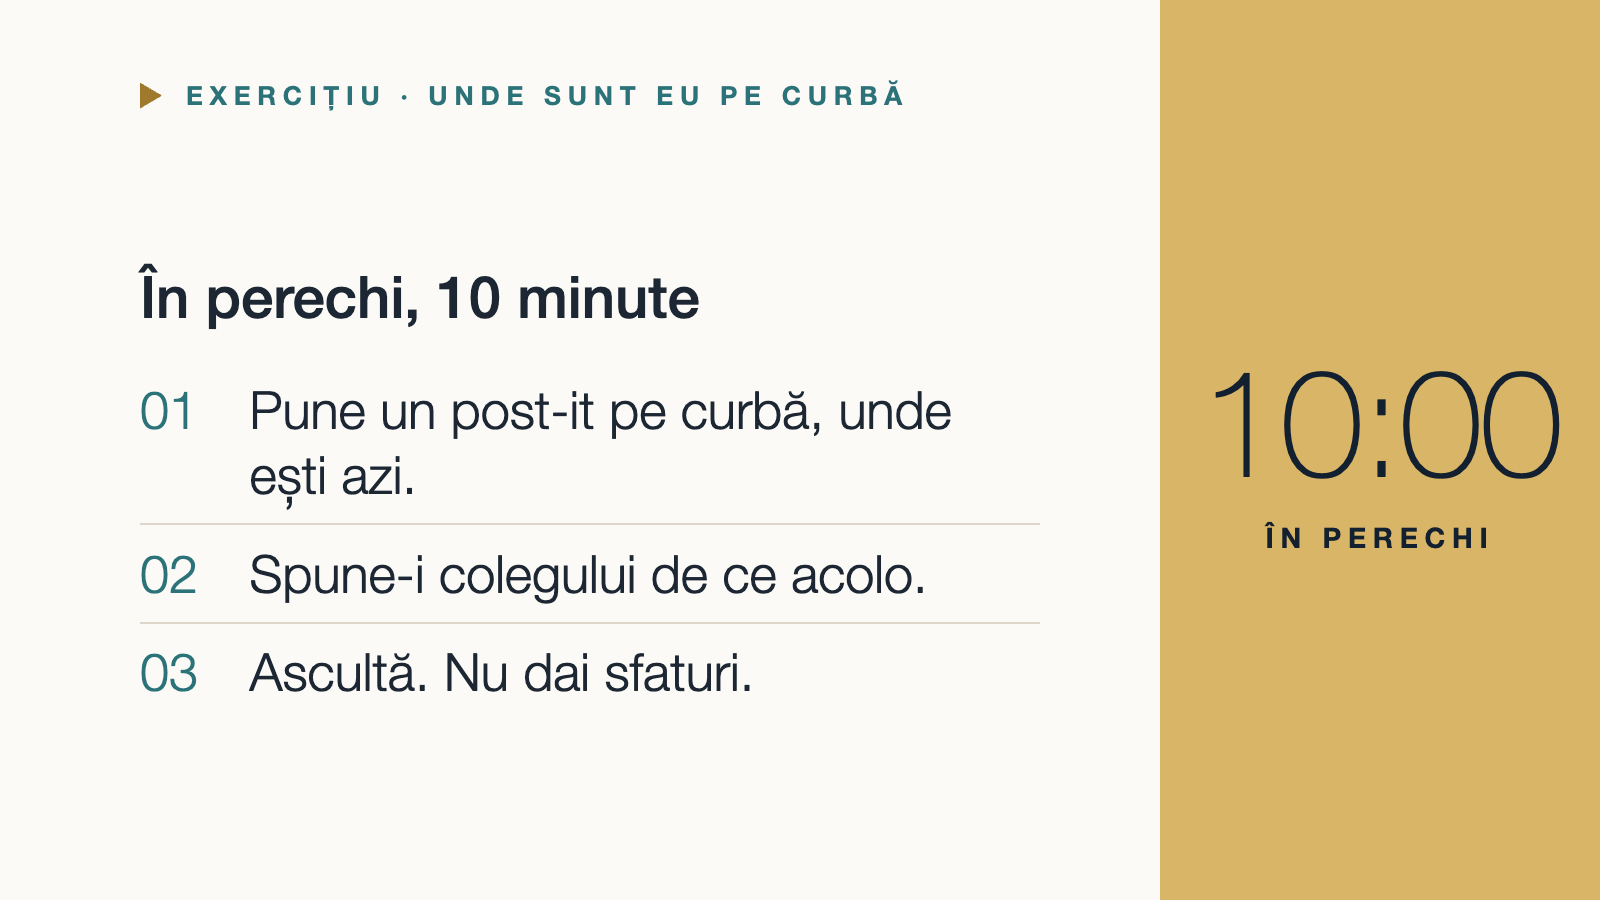 EXERCIȚIU · UNDE SUNT EU PE CURBĂ
În perechi, 10 minute
01 Pune un post-it pe curbă, unde
ești azi.
02 Spune-i colegului de ce acolo.
03 Ascultă. Nu dai sfaturi.
10:00
ÎN PERECHI